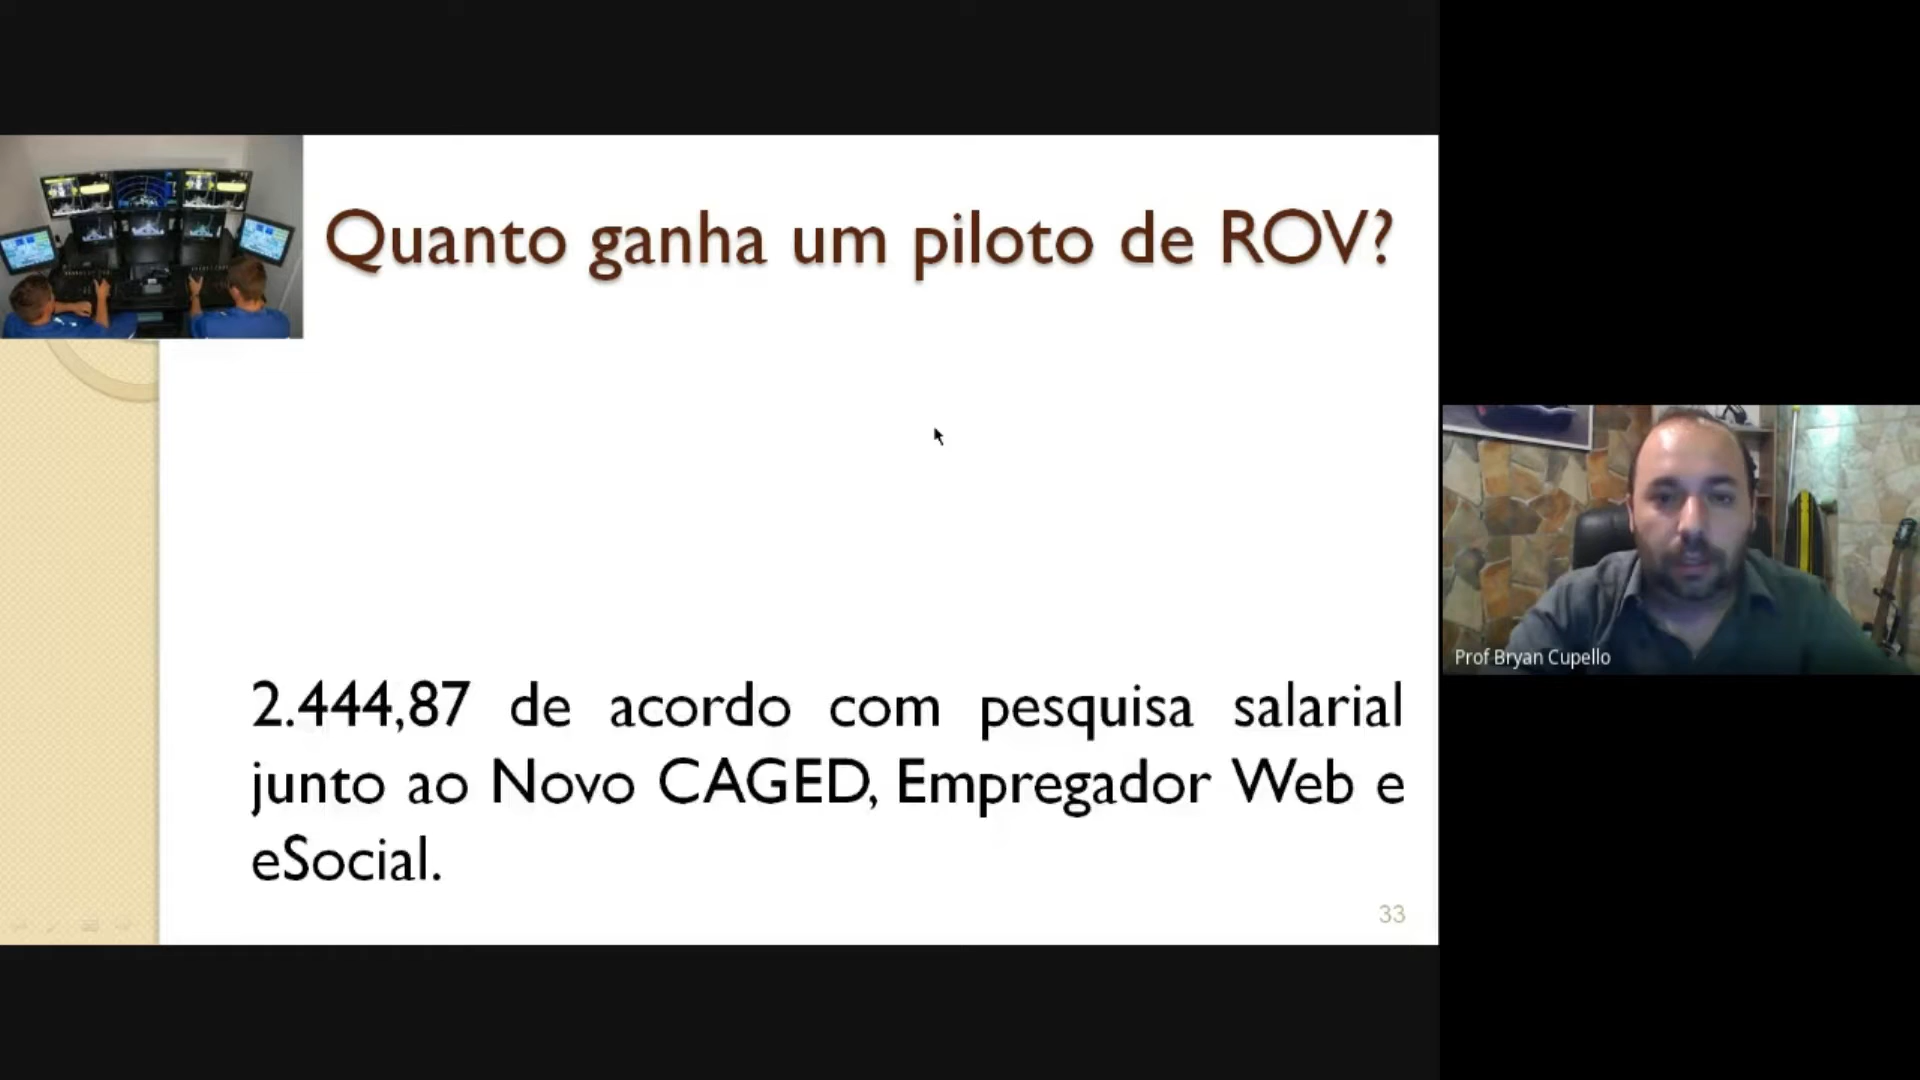 Quanto ganha um piloto de ROV?
2.444,87 de acordo com pesquisa salarial
junto ao Novo CAGED, Empregador Web e
eSocial.
33
Prof Bryan Cupello